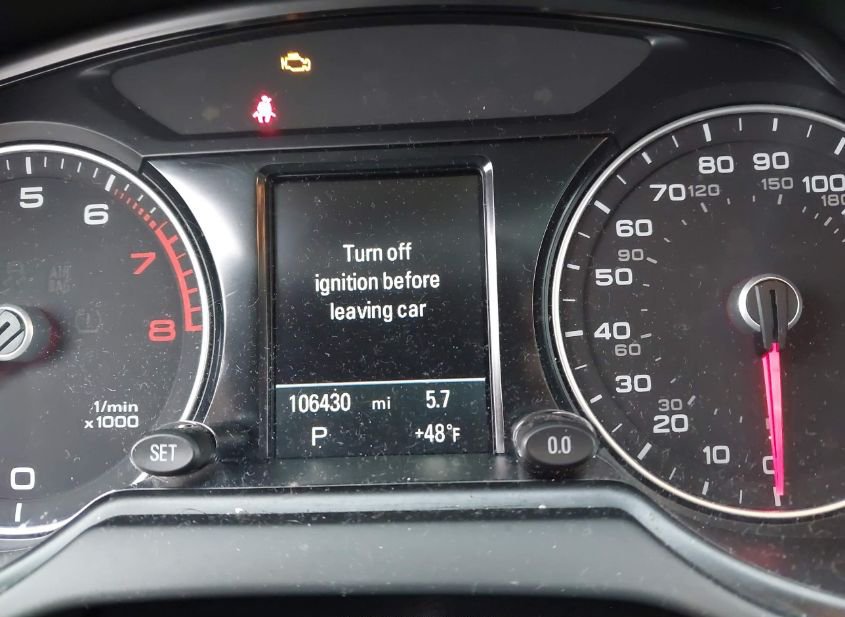 Turn off
ignition before
leaving car
106430 mi 5.7
P +48°F
5
6
7
8
1/min
x1000
0
AIR
BAG
SET
0.0
0
10
20
30
30
40
50
60
60
70
80
90
90
100
120
150
180